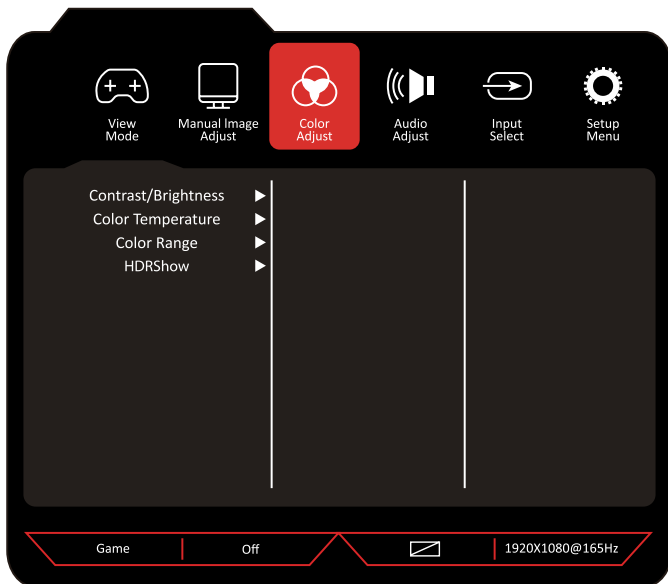 View
Mode
Manual Image
Adjust
Color
Adjust
Audio
Adjust
Input
Select
Setup
Menu
Contrast/Brightness
Color Temperature
Color Range
HDRShow
Game
Off
1920X1080@165Hz